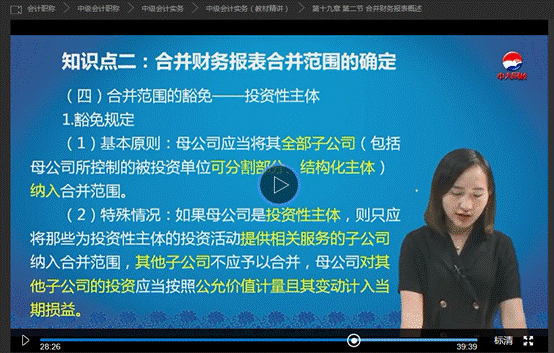 会计职称 中级会计职称 中级会计实务 中级会计实务（教材精讲） 第十九章 第二节 合并财务报表概述
知识点二：合并财务报表合并范围的确定
（四）合并范围的豁免——投资性主体
1.豁免规定
（1）基本原则：母公司应当将其全部子公司（包括
母公司所控制的被投资单位可分割部分、结构化主体）
纳入合并范围。
（2）特殊情况：如果母公司是投资性主体，则只应
将那些为投资性主体的投资活动提供相关服务的子公司
纳入合并范围，其他子公司不应予以合并，母公司对其
他子公司的投资应当按照公允价值计量且其变动计入当
期损益。
28:26 39:39 标清